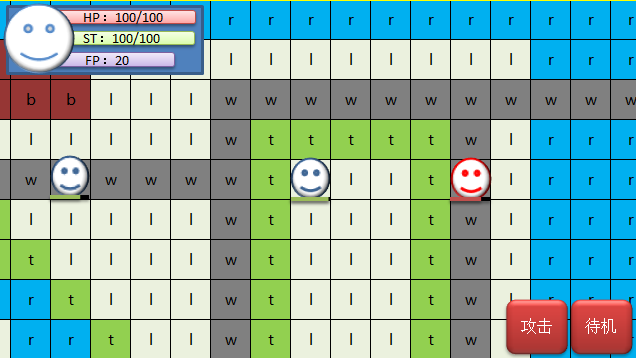 HP：100/100
ST：100/100
FP：20
r r r r r r r r r r r
l l l l l l l l r r r
b b l l l w w w w w w w w w w w
l l l l l w t t t t t w l r r r
w w w w w t l l t l r r r
l l l l l w t l l l t w l r r r
t l l l l w t l l l t w l r r r
r t l l l w t l l l t w l r r r
r r t l l w t l l l t w
攻击 待机